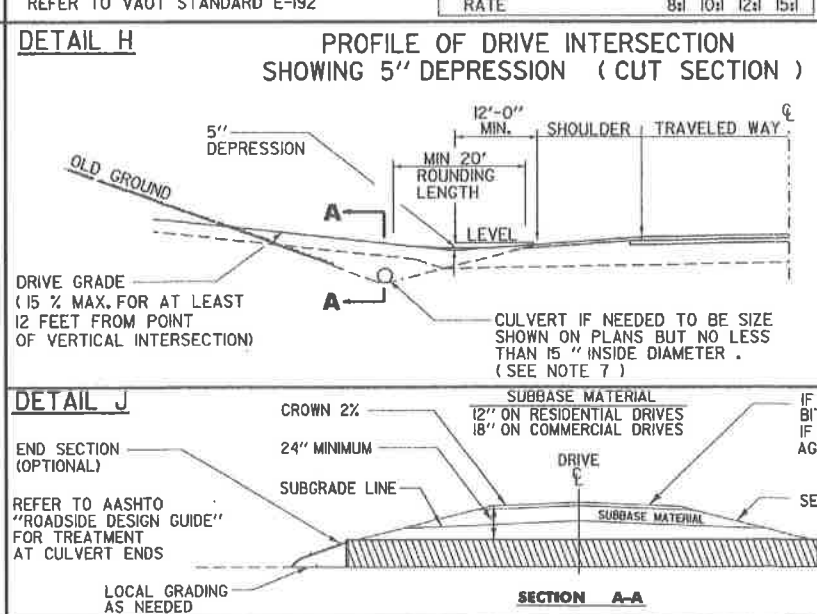 REFER TO VAOT STANDARD E-192
RATE 8:1 10:1 12:1 15:1
DETAIL H
PROFILE OF DRIVE INTERSECTION
SHOWING 5" DEPRESSION ( CUT SECTION )
12'-0"
MIN.
SHOULDER
TRAVELED WAY
℄
5"
DEPRESSION
MIN 20'
ROUNDING
LENGTH
OLD GROUND
A
LEVEL
A
DRIVE GRADE
( 15 % MAX. FOR AT LEAST
12 FEET FROM POINT
OF VERTICAL INTERSECTION)
CULVERT IF NEEDED TO BE SIZE
SHOWN ON PLANS BUT NO LESS
THAN 15 " INSIDE DIAMETER .
( SEE NOTE 7 )
DETAIL J
CROWN 2%
SUBBASE MATERIAL
12" ON RESIDENTIAL DRIVES
18" ON COMMERCIAL DRIVES
IF
BI
IF
AG
END SECTION
(OPTIONAL)
24" MINIMUM
DRIVE
℄
SUBGRADE LINE
SE
REFER TO AASHTO
"ROADSIDE DESIGN GUIDE"
FOR TREATMENT
AT CULVERT ENDS
SUBBASE MATERIAL
LOCAL GRADING
AS NEEDED
SECTION A-A